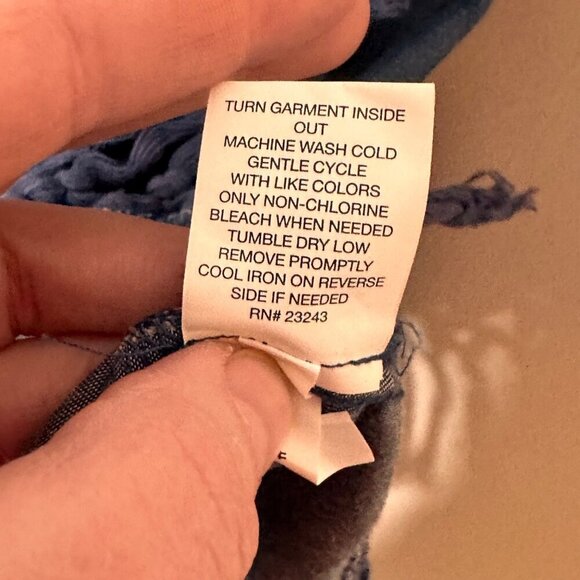 TURN GARMENT INSIDE
OUT
MACHINE WASH COLD
GENTLE CYCLE
WITH LIKE COLORS
ONLY NON-CHLORINE
BLEACH WHEN NEEDED
TUMBLE DRY LOW
REMOVE PROMPTLY
COOL IRON ON REVERSE
SIDE IF NEEDED
RN# 23243